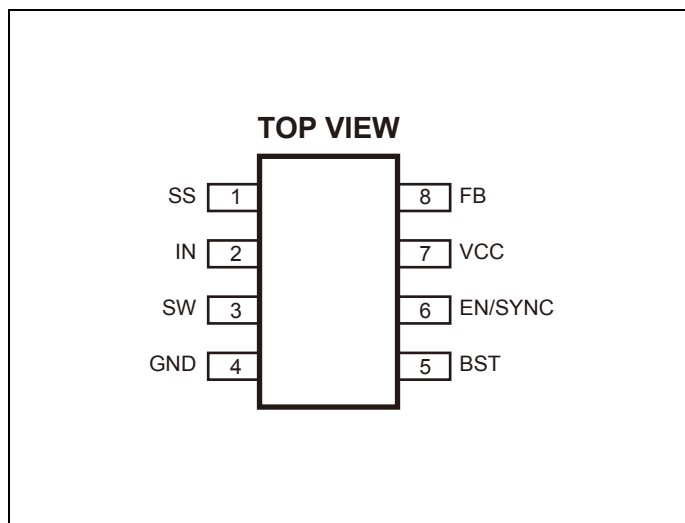 TOP VIEW
SS 1 8 FB
IN 2 7 VCC
SW 3 6 EN/SYNC
GND 4 5 BST